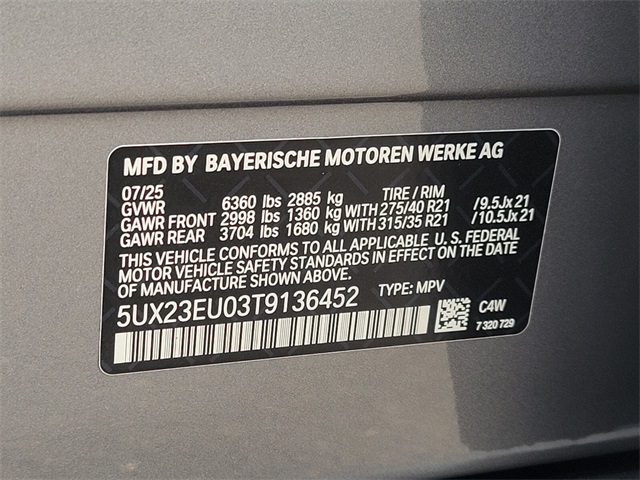 MFD BY BAYERISCHE MOTOREN WERKE AG
07/25
GVWR 6360 lbs 2885 kg TIRE / RIM
GAWR FRONT 2998 lbs 1360 kg WITH 275/40 R21 /9.5Jx21
GAWR REAR 3704 lbs 1680 kg WITH 315/35 R21 /10.5Jx21
THIS VEHICLE CONFORMS TO ALL APPLICABLE U.S. FEDERAL
MOTOR VEHICLE SAFETY STANDARDS IN EFFECT ON THE DATE
OF MANUFACTURE SHOWN ABOVE.
5UX23EU03T9136452 TYPE: MPV
C4W
7 320 729